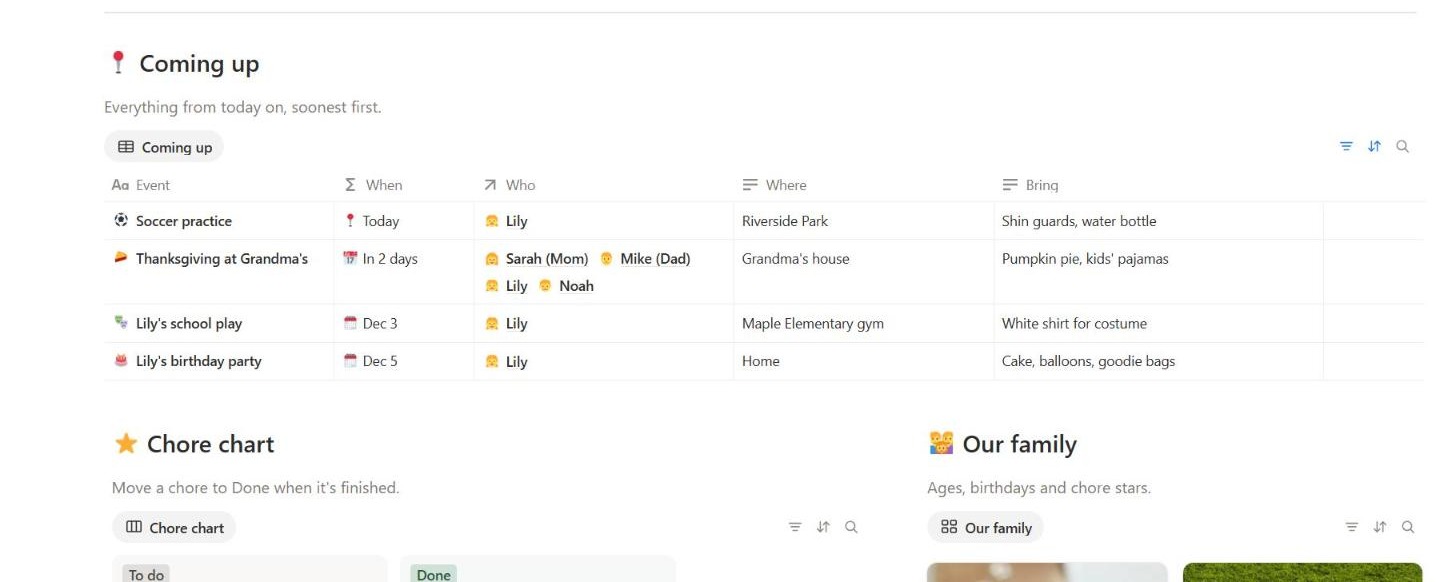 Coming up
Everything from today on, soonest first.
Coming up
Aa Event When Who Where Bring
Soccer practice Today Lily Riverside Park Shin guards, water bottle
Thanksgiving at Grandma's In 2 days Sarah (Mom) Mike (Dad) Grandma's house Pumpkin pie, kids' pajamas
Lily Noah
Lily's school play Dec 3 Lily Maple Elementary gym White shirt for costume
Lily's birthday party Dec 5 Lily Home Cake, balloons, goodie bags
Chore chart
Move a chore to Done when it's finished.
Chore chart
To do Done
Our family
Ages, birthdays and chore stars.
Our family